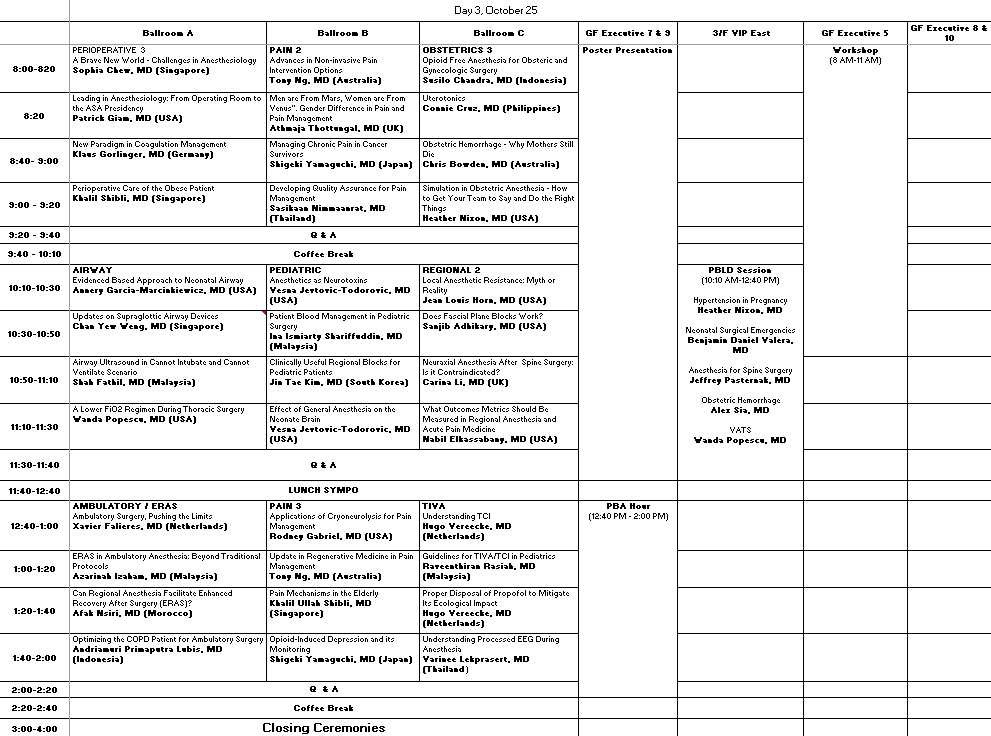 Day 3, October 25
Ballroom A
Ballroom B
Ballroom C
GF Executive 7 & 9
3/F VIP East
GF Executive 5
GF Executive 8 &
10
8:00-820
PERIOPERATIVE 3
A Brave New World - Challenges in Anesthesiology
Sophia Chew, MD (Singapore)
PAIN 2
Advances in Non-invasive Pain
Intervention Options
Tony Ng, MD (Australia)
OBSTETRICS 3
Opioid Free Anesthesia for Obsteric and
Gynecologic Surgery
Susilo Chandra, MD (Indonesia)
Poster Presentation
Workshop
(8 AM-11 AM)
8:20
Leading in Anesthesiology: From Operating Room to
the ASA Presidency
Patrick Giam, MD (USA)
Men are From Mars, Women are From
Venus". Gender Difference in Pain and
Pain Management
Athmaja Thottungal, MD (UK)
Uterotonics
Connie Cruz, MD (Philippines)
8:40- 9:00
New Paradigm in Coagulation Management
Klaus Gorlinger, MD (Germany)
Managing Chronic Pain in Cancer
Survivors
Shigeki Yamaguchi, MD (Japan)
Obstetric Hemorrhage - Why Mothers Still
Die
Chris Bowden, MD (Australia)
9:00 - 9:20
Perioperative Care of the Obese Patient
Khalil Shibli, MD (Singapore)
Developing Quality Assurance for Pain
Management
Sasikaan Nimmaanrat, MD
(Thailand)
Simulation in Obstetric Anesthesia - How
to Get Your Team to Say and Do the Right
Things
Heather Nixon, MD (USA)
9:20 - 9:40
Q & A
9:40 - 10:10
Coffee Break
10:10-10:30
AIRWAY
Evidenced Based Approach to Neonatal Airway
Annery Garcia-Marcinkiewicz, MD (USA)
PEDIATRIC
Anesthetics as Neurotoxins
Vesna Jevtovic-Todorovic, MD
(USA)
REGIONAL 2
Local Anesthetic Resistance: Myth or
Reality
Jean Louis Horn, MD (USA)
PBLD Session
(10:10 AM-12:40 PM)
Hypertension in Pregnancy
Heather Nixon, MD
Neonatal Surgical Emergencies
Benjamin Daniel Valera,
MD
Anesthesia for Spine Surgery
Jeffrey Pasternak, MD
Obstetric Hemorrhage
Alex Sia, MD
VATS
Wanda Popescu, MD
10:30-10:50
Updates on Supraglottic Airway Devices
Chan Yew Weng, MD (Singapore)
Patient Blood Management in Pediatric
Surgery
Ina Ismiarty Shariffuddin, MD
(Malaysia)
Does Fascial Plane Blocks Work?
Sanjib Adhikary, MD (USA)
10:50-11:10
Airway Ultrasound in Cannot Intubate and Cannot
Ventilate Scenario
Shah Fathil, MD (Malaysia)
Clinically Useful Regional Blocks for
Pediatric Patients
Jin Tae Kim, MD (South Korea)
Neuraxial Anesthesia After Spine Surgery:
Is it Contraindicated?
Carina Li, MD (UK)
11:10-11:30
A Lower FiO2 Regimen During Thoracic Surgery
Wanda Popescu, MD (USA)
Effect of General Anesthesia on the
Neonate Brain
Vesna Jevtovic-Todorovic, MD
(USA)
What Outcomes Metrics Should Be
Measured in Regional Anesthesia and
Acute Pain Medicine
Nabil Elkassabany, MD (USA)
11:30-11:40
Q & A
11:40-12:40
LUNCH SYMPO
12:40-1:00
AMBULATORY / ERAS
Ambulatory Surgery, Pushing the Limits
Xavier Falieres, MD (Netherlands)
PAIN 3
Applications of Cryoneurolysis for Pain
Management
Rodney Gabriel, MD (USA)
TIVA
Understanding TCI
Hugo Vereecke, MD
(Netherlands)
PBA Hour
(12:40 PM - 2:00 PM)
1:00-1:20
ERAS in Ambulatory Anesthesia: Beyond Traditional
Protocols
Azarinah Izaham, MD (Malaysia)
Update in Regenerative Medicine in Pain
Management
Tony Ng, MD (Australia)
Guidelines for TIVA/TCI in Pediatrics
Raveenthiran Rasiah, MD
(Malaysia)
1:20-1:40
Can Regional Anesthesia Facilitate Enhanced
Recovery After Surgery (ERAS)?
Afak Nsiri, MD (Morocco)
Pain Mechanisms in the Elderly
Khalil Ullah Shibli, MD
(Singapore)
Proper Disposal of Propofol to Mitigate
Its Ecological Impact
Hugo Vereecke, MD
(Netherlands)
1:40-2:00
Optimizing the COPD Patient for Ambulatory Surgery
Andriamuri Primaputra Lubis, MD
(Indonesia)
Opioid-Induced Depression and its
Monitoring
Shigeki Yamaguchi, MD (Japan)
Understanding Processed EEG During
Anesthesia
Varinee Lekprasert, MD
(Thailand)
2:00-2:20
Q & A
2:20-2:40
Coffee Break
3:00-4:00
Closing Ceremonies